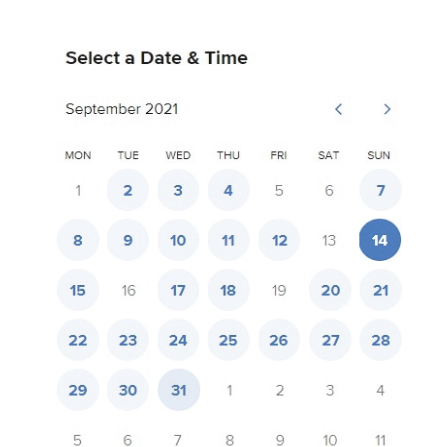 Select a Date & Time
September 2021
MON TUE WED THU FRI SAT SUN
1 2 3 4 5 6 7
8 9 10 11 12 13 14
15 16 17 18 19 20 21
22 23 24 25 26 27 28
29 30 31 1 2 3 4
5 6 7 8 9 10 11